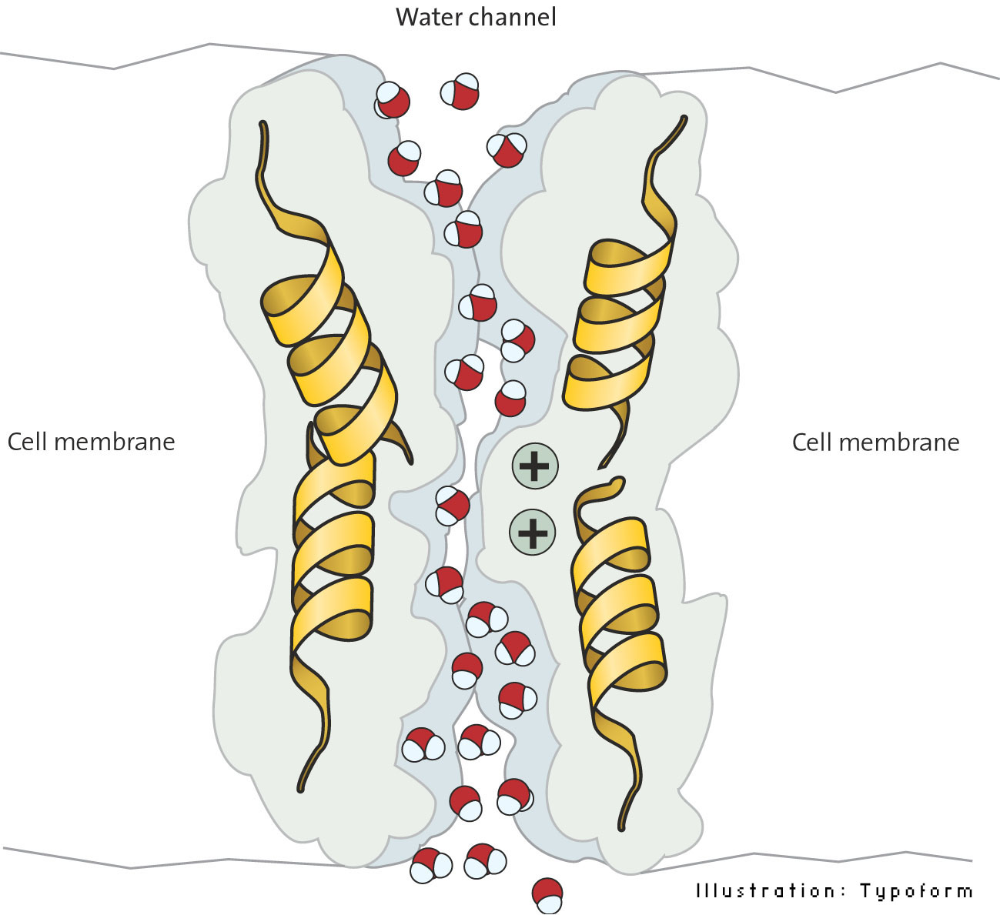 Water channel
Cell membrane
Cell membrane
+
+
Illustration: Typoform